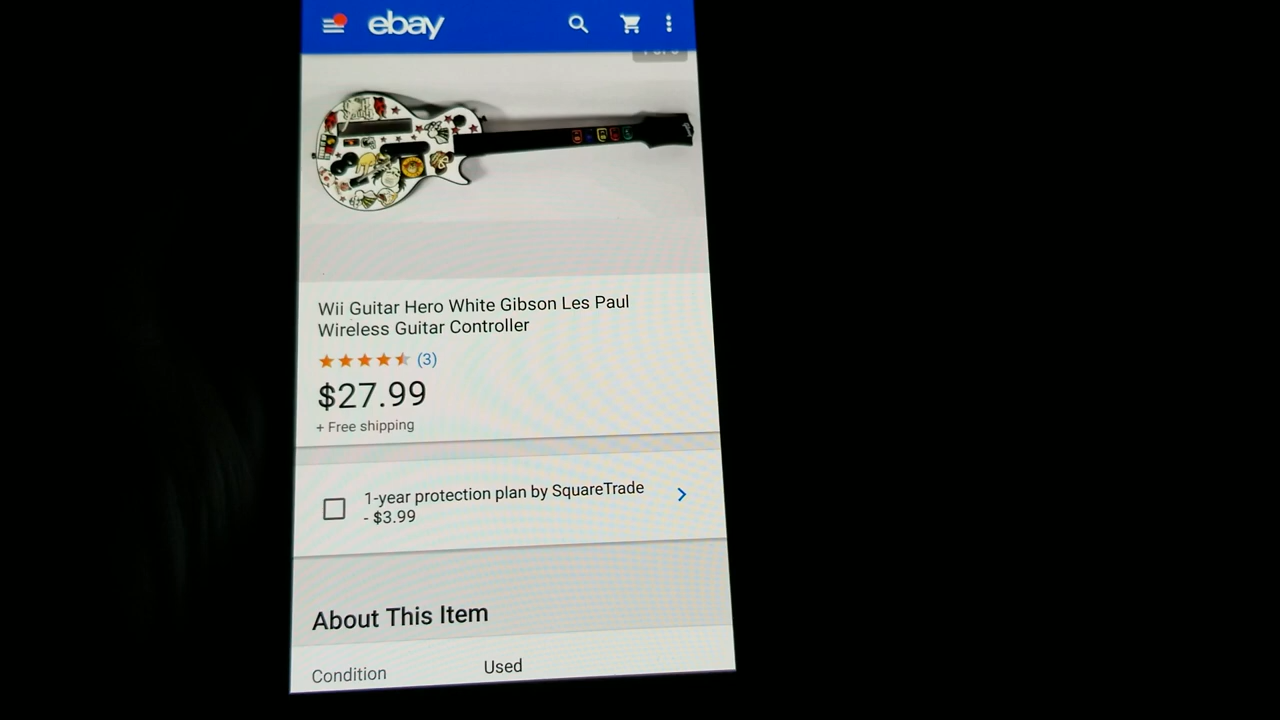 ebay
Wii Guitar Hero White Gibson Les Paul
Wireless Guitar Controller
(3)
$27.99
+ Free shipping
1-year protection plan by SquareTrade
- $3.99
About This Item
Condition Used